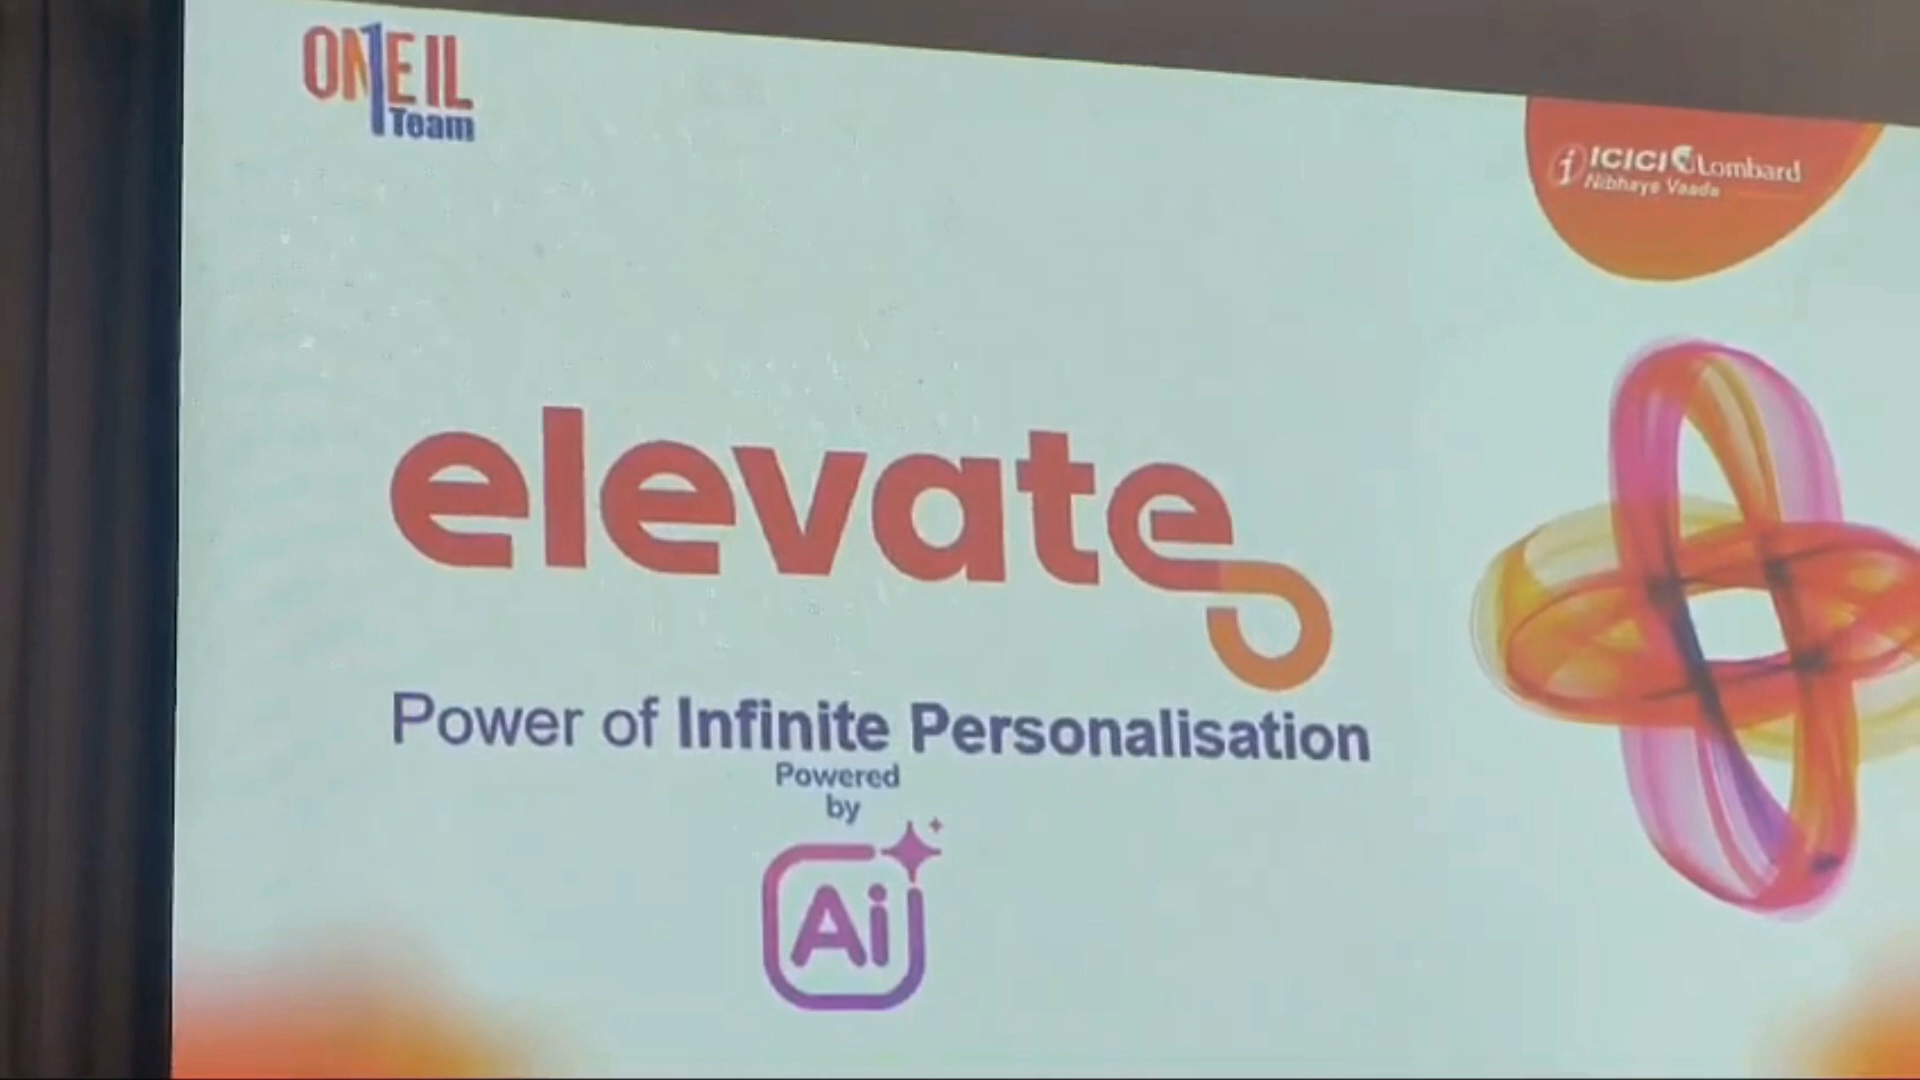 ONE IL
Team
ICICI Lombard
Nibhaye Vaade
elevate
Power of Infinite Personalisation
Powered
by
Ai